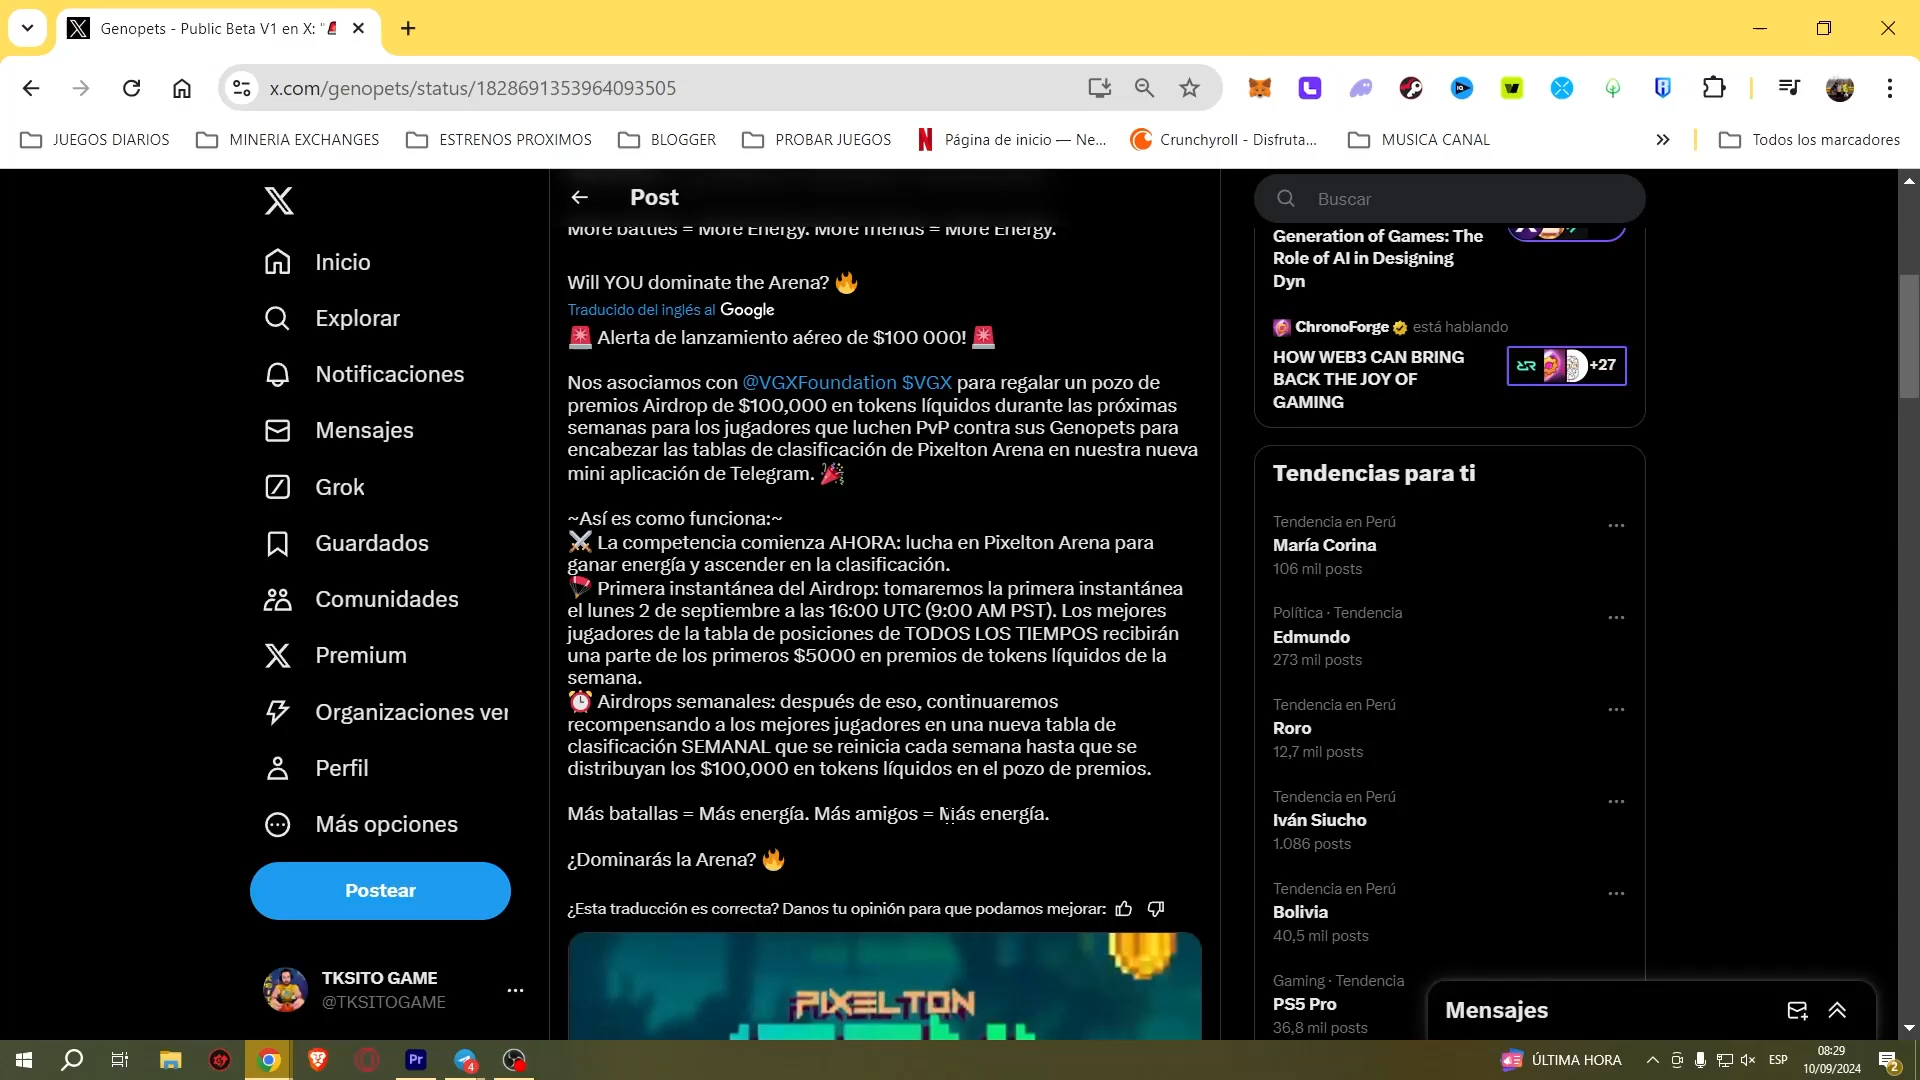 Genopets - Public Beta V1 en X: "🚨
x.com/genopets/status/1828691353964093505
JUEGOS DIARIOS
MINERIA EXCHANGES
ESTRENOS PROXIMOS
BLOGGER
PROBAR JUEGOS
Página de inicio — Ne...
Crunchyroll - Disfruta...
MUSICA CANAL
Todos los marcadores
Inicio
Explorar
Notificaciones
Mensajes
Grok
Guardados
Comunidades
Premium
Organizaciones ver
Perfil
Más opciones
Postear
TKSITO GAME
@TKSITOGAME
Post
More battles = More Energy. More friends = More Energy.
Will YOU dominate the Arena? 🔥
Traducido del inglés al Google
🚨 Alerta de lanzamiento aéreo de $100 000! 🚨
Nos asociamos con @VGXFoundation $VGX para regalar un pozo de
premios Airdrop de $100,000 en tokens líquidos durante las próximas
semanas para los jugadores que luchen PvP contra sus Genopets para
encabezar las tablas de clasificación de Pixelton Arena en nuestra nueva
mini aplicación de Telegram. 🎉
~Así es como funciona:~
⚔️ La competencia comienza AHORA: lucha en Pixelton Arena para
ganar energía y ascender en la clasificación.
🪂 Primera instantánea del Airdrop: tomaremos la primera instantánea
el lunes 2 de septiembre a las 16:00 UTC (9:00 AM PST). Los mejores
jugadores de la tabla de posiciones de TODOS LOS TIEMPOS recibirán
una parte de los primeros $5000 en premios de tokens líquidos de la
semana.
⏰ Airdrops semanales: después de eso, continuaremos
recompensando a los mejores jugadores en una nueva tabla de
clasificación SEMANAL que se reinicia cada semana hasta que se
distribuyan los $100,000 en tokens líquidos en el pozo de premios.
Más batallas = Más energía. Más amigos = Más energía.
¿Dominarás la Arena? 🔥
¿Esta traducción es correcta? Danos tu opinión para que podamos mejorar:
PIXELTON
Buscar
Generation of Games: The
Role of AI in Designing
Dyn
ChronoForge está hablando
HOW WEB3 CAN BRING
BACK THE JOY OF
GAMING
+27
Tendencias para ti
Tendencia en Perú
María Corina
106 mil posts
Política · Tendencia
Edmundo
273 mil posts
Tendencia en Perú
Roro
12,7 mil posts
Tendencia en Perú
Iván Siucho
1.086 posts
Tendencia en Perú
Bolivia
40,5 mil posts
Gaming · Tendencia
PS5 Pro
36,8 mil posts
Mensajes
Pr
4
ÚLTIMA HORA
ESP
08:29
10/09/2024
2